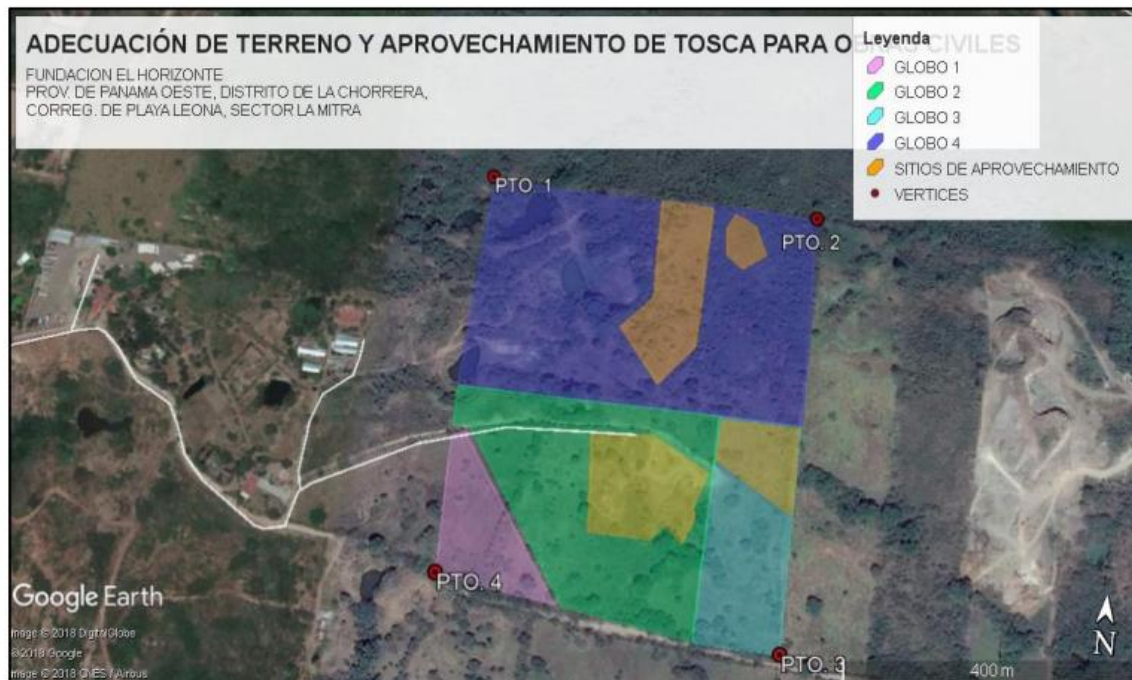 ADECUACIÓN DE TERRENO Y APROVECHAMIENTO DE TOSCA PARA OBRAS CIVILES
FUNDACION EL HORIZONTE
PROV. DE PANAMA OESTE, DISTRITO DE LA CHORRERA,
CORREG. DE PLAYA LEONA, SECTOR LA MITRA
Leyenda
GLOBO 1
GLOBO 2
GLOBO 3
GLOBO 4
SITIOS DE APROVECHAMIENTO
VERTICES
PTO. 1
PTO. 2
PTO. 4
PTO. 3
Google Earth
Image © 2018 DigitalGlobe
©2018 Google
Image © 2018 CNES / Airbus
400 m
N